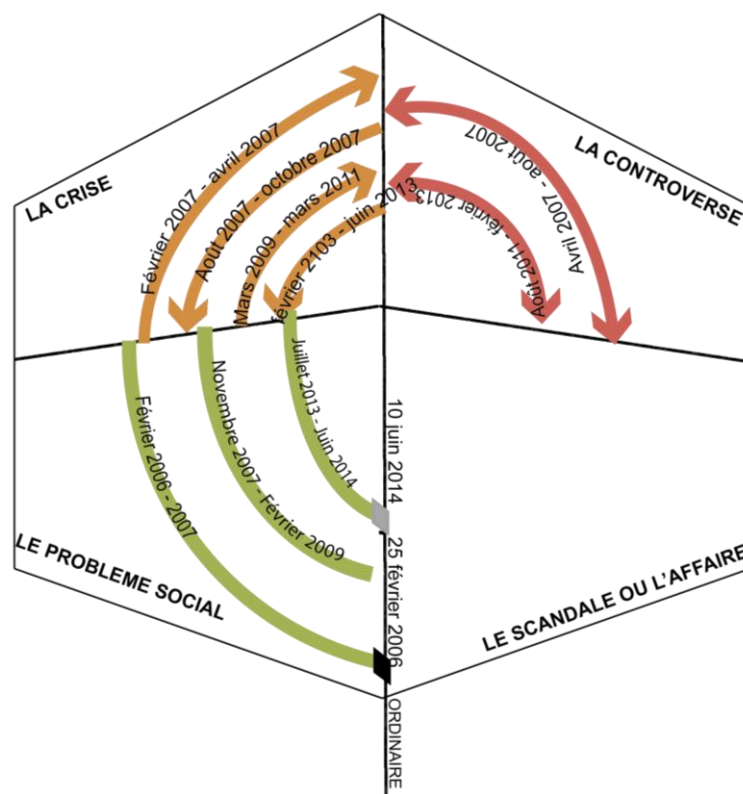 LA CRISE
LA CONTROVERSE
Février 2007 - avril 2007
Août 2007 - octobre 2007
Mars 2009 - mars 2011
février 2103 - juin 2013
Avril 2007 - août 2007
Août 2011- février 2013
Juillet 2013 - Juin 2014
Novembre 2007 - Février 2009
Février 2006 - 2007
10 juin 2014
25 février 2006
LE PROBLEME SOCIAL
LE SCANDALE OU L’AFFAIRE
ORDINAIRE